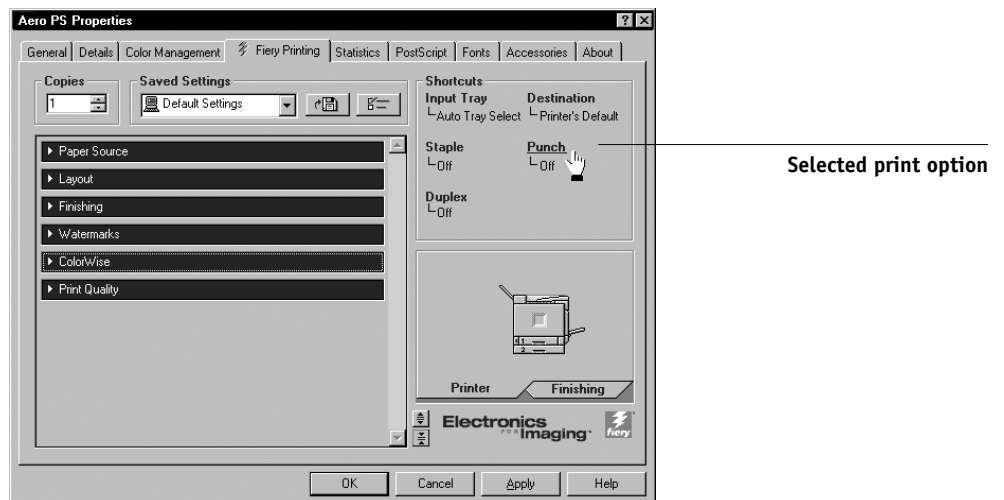 Aero PS Properties
General Details Color Management Fiery Printing Statistics PostScript Fonts Accessories About
Copies
1
Saved Settings
Default Settings
Paper Source
Layout
Finishing
Watermarks
ColorWise
Print Quality
Shortcuts
Input Tray
Auto Tray Select
Destination
Printer's Default
Staple
Off
Punch
Off
Duplex
Off
Selected print option
1
2
Printer Finishing
Electronics
FOR Imaging
fiery
OK Cancel Apply Help